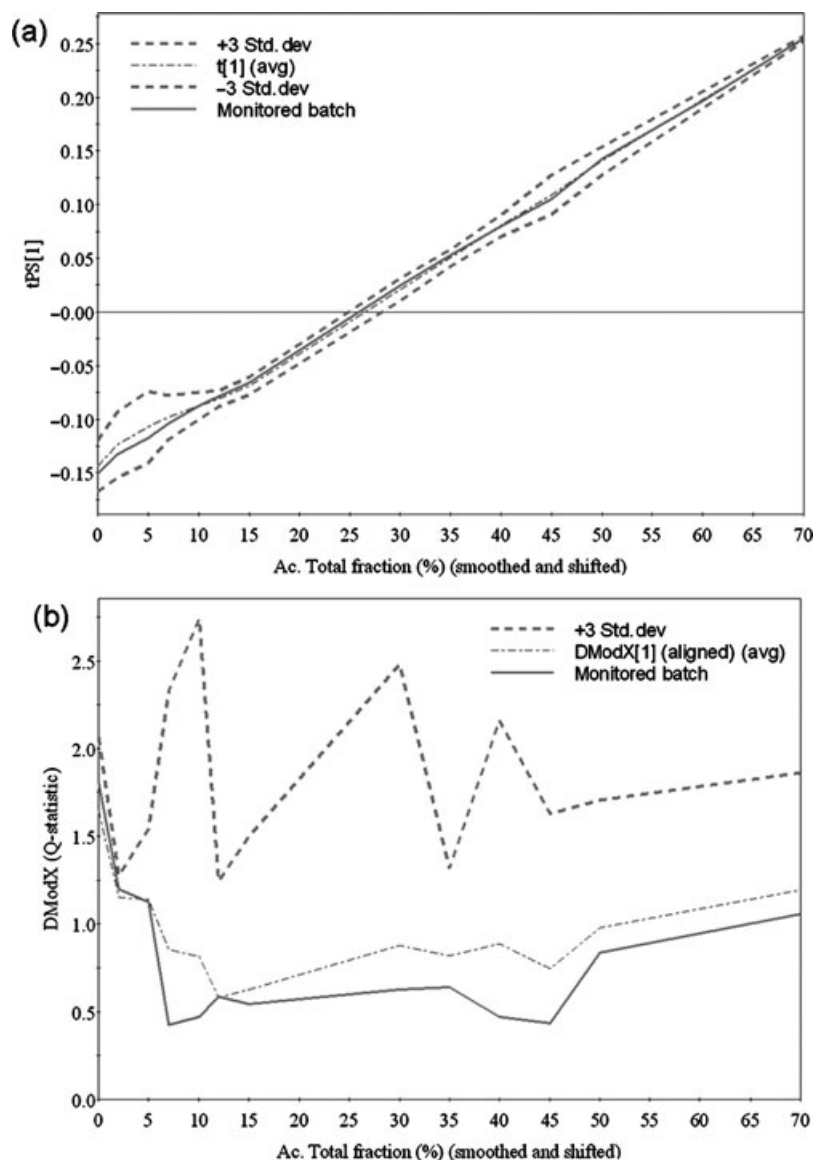 (a)
+3 Std. dev
t[1] (avg)
−3 Std. dev
Monitored batch
0.25
0.20
0.15
0.10
0.05
−0.00
−0.05
−0.10
−0.15
tPS[1]
0 5 10 15 20 25 30 35 40 45 50 55 60 65 70
Ac. Total fraction (%) (smoothed and shifted)
(b)
+3 Std. dev
DModX[1] (aligned) (avg)
Monitored batch
2.5
2.0
1.5
1.0
0.5
0.0
DModX (Q-statistic)
0 5 10 15 20 25 30 35 40 45 50 55 60 65 70
Ac. Total fraction (%) (smoothed and shifted)